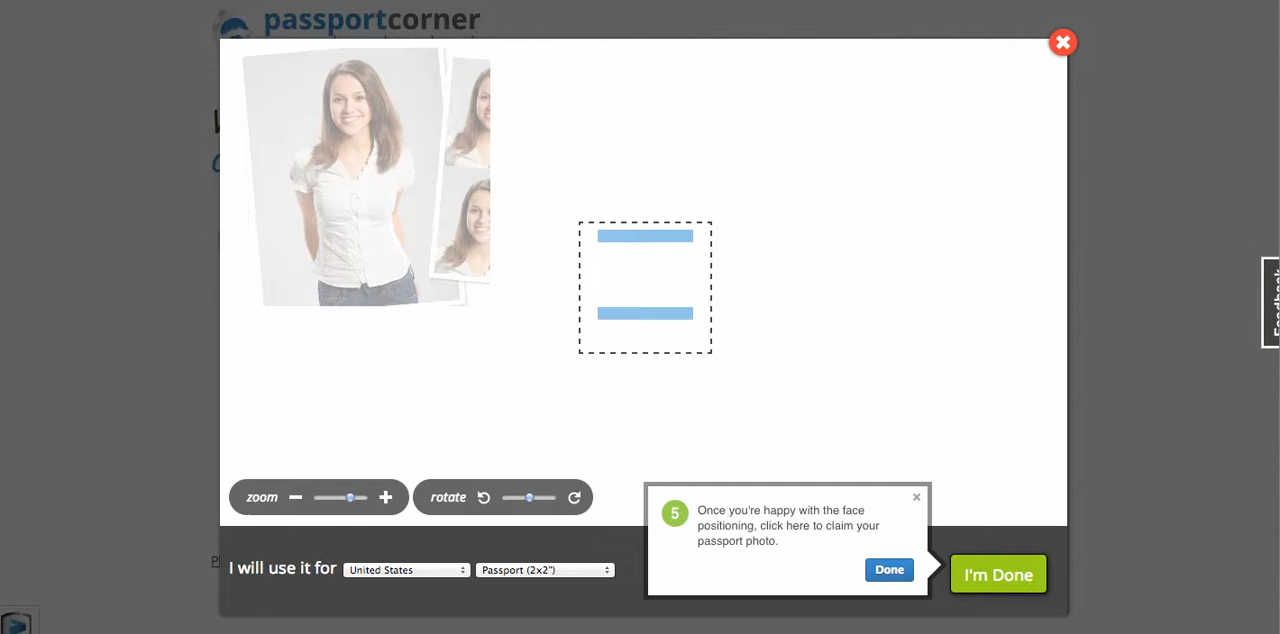 passportcorner
zoom
rotate
5
Once you're happy with the face
positioning, click here to claim your
passport photo.
Done
I will use it for
United States
Passport (2x2")
I'm Done